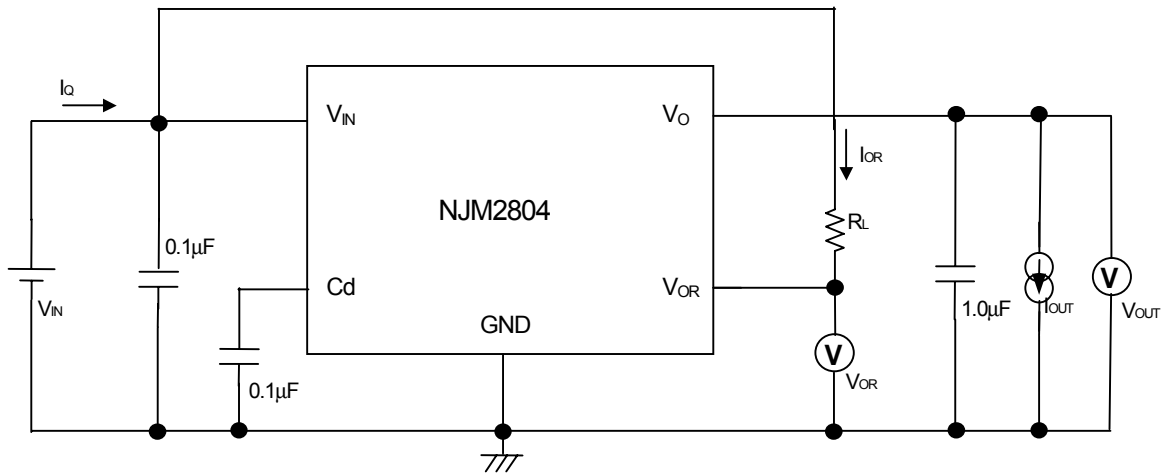 IQ
VIN
VO
IOR
NJM2804
RL
0.1μF
Cd
VOR
VIN
GND
1.0μF
IOUT
V
VOUT
V
VOR
0.1μF